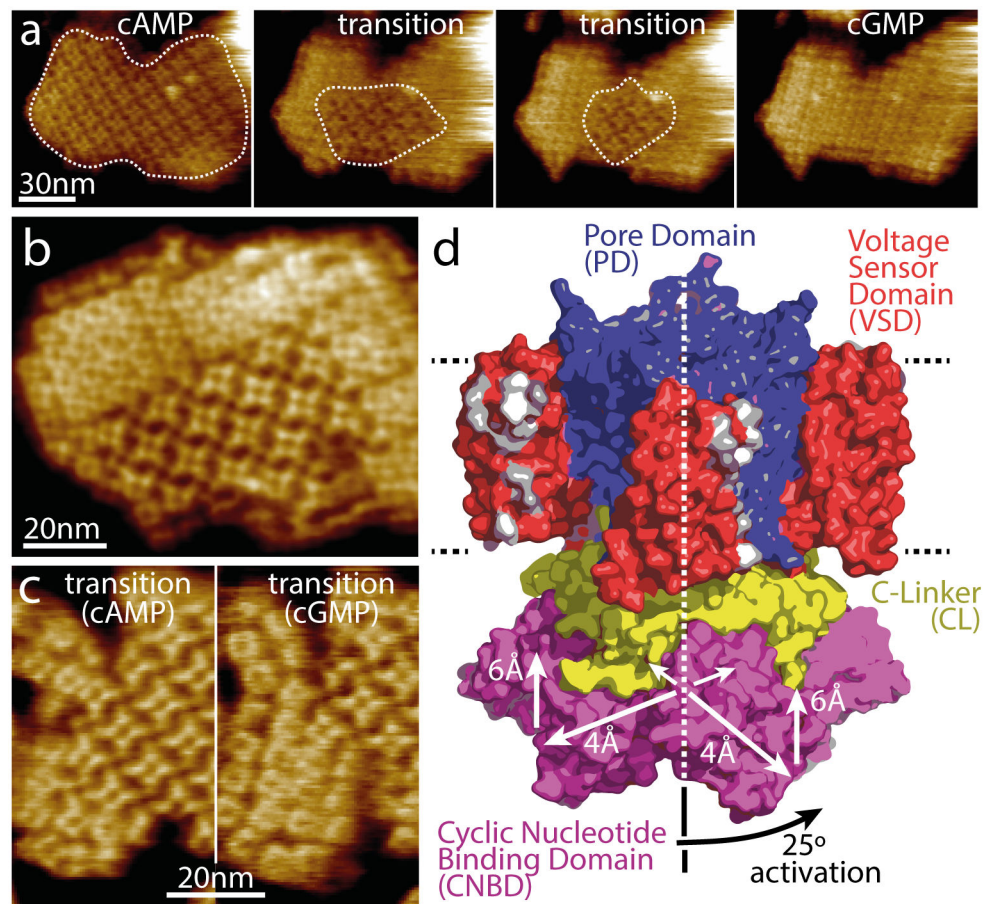 a
cAMP
transition
transition
cGMP
30nm
b
20nm
c
transition
(cAMP)
transition
(cGMP)
20nm
d
Pore Domain
(PD)
Voltage
Sensor
Domain
(VSD)
C-Linker
(CL)
6Å
6Å
4Å
4Å
Cyclic Nucleotide
Binding Domain
(CNBD)
25º
activation